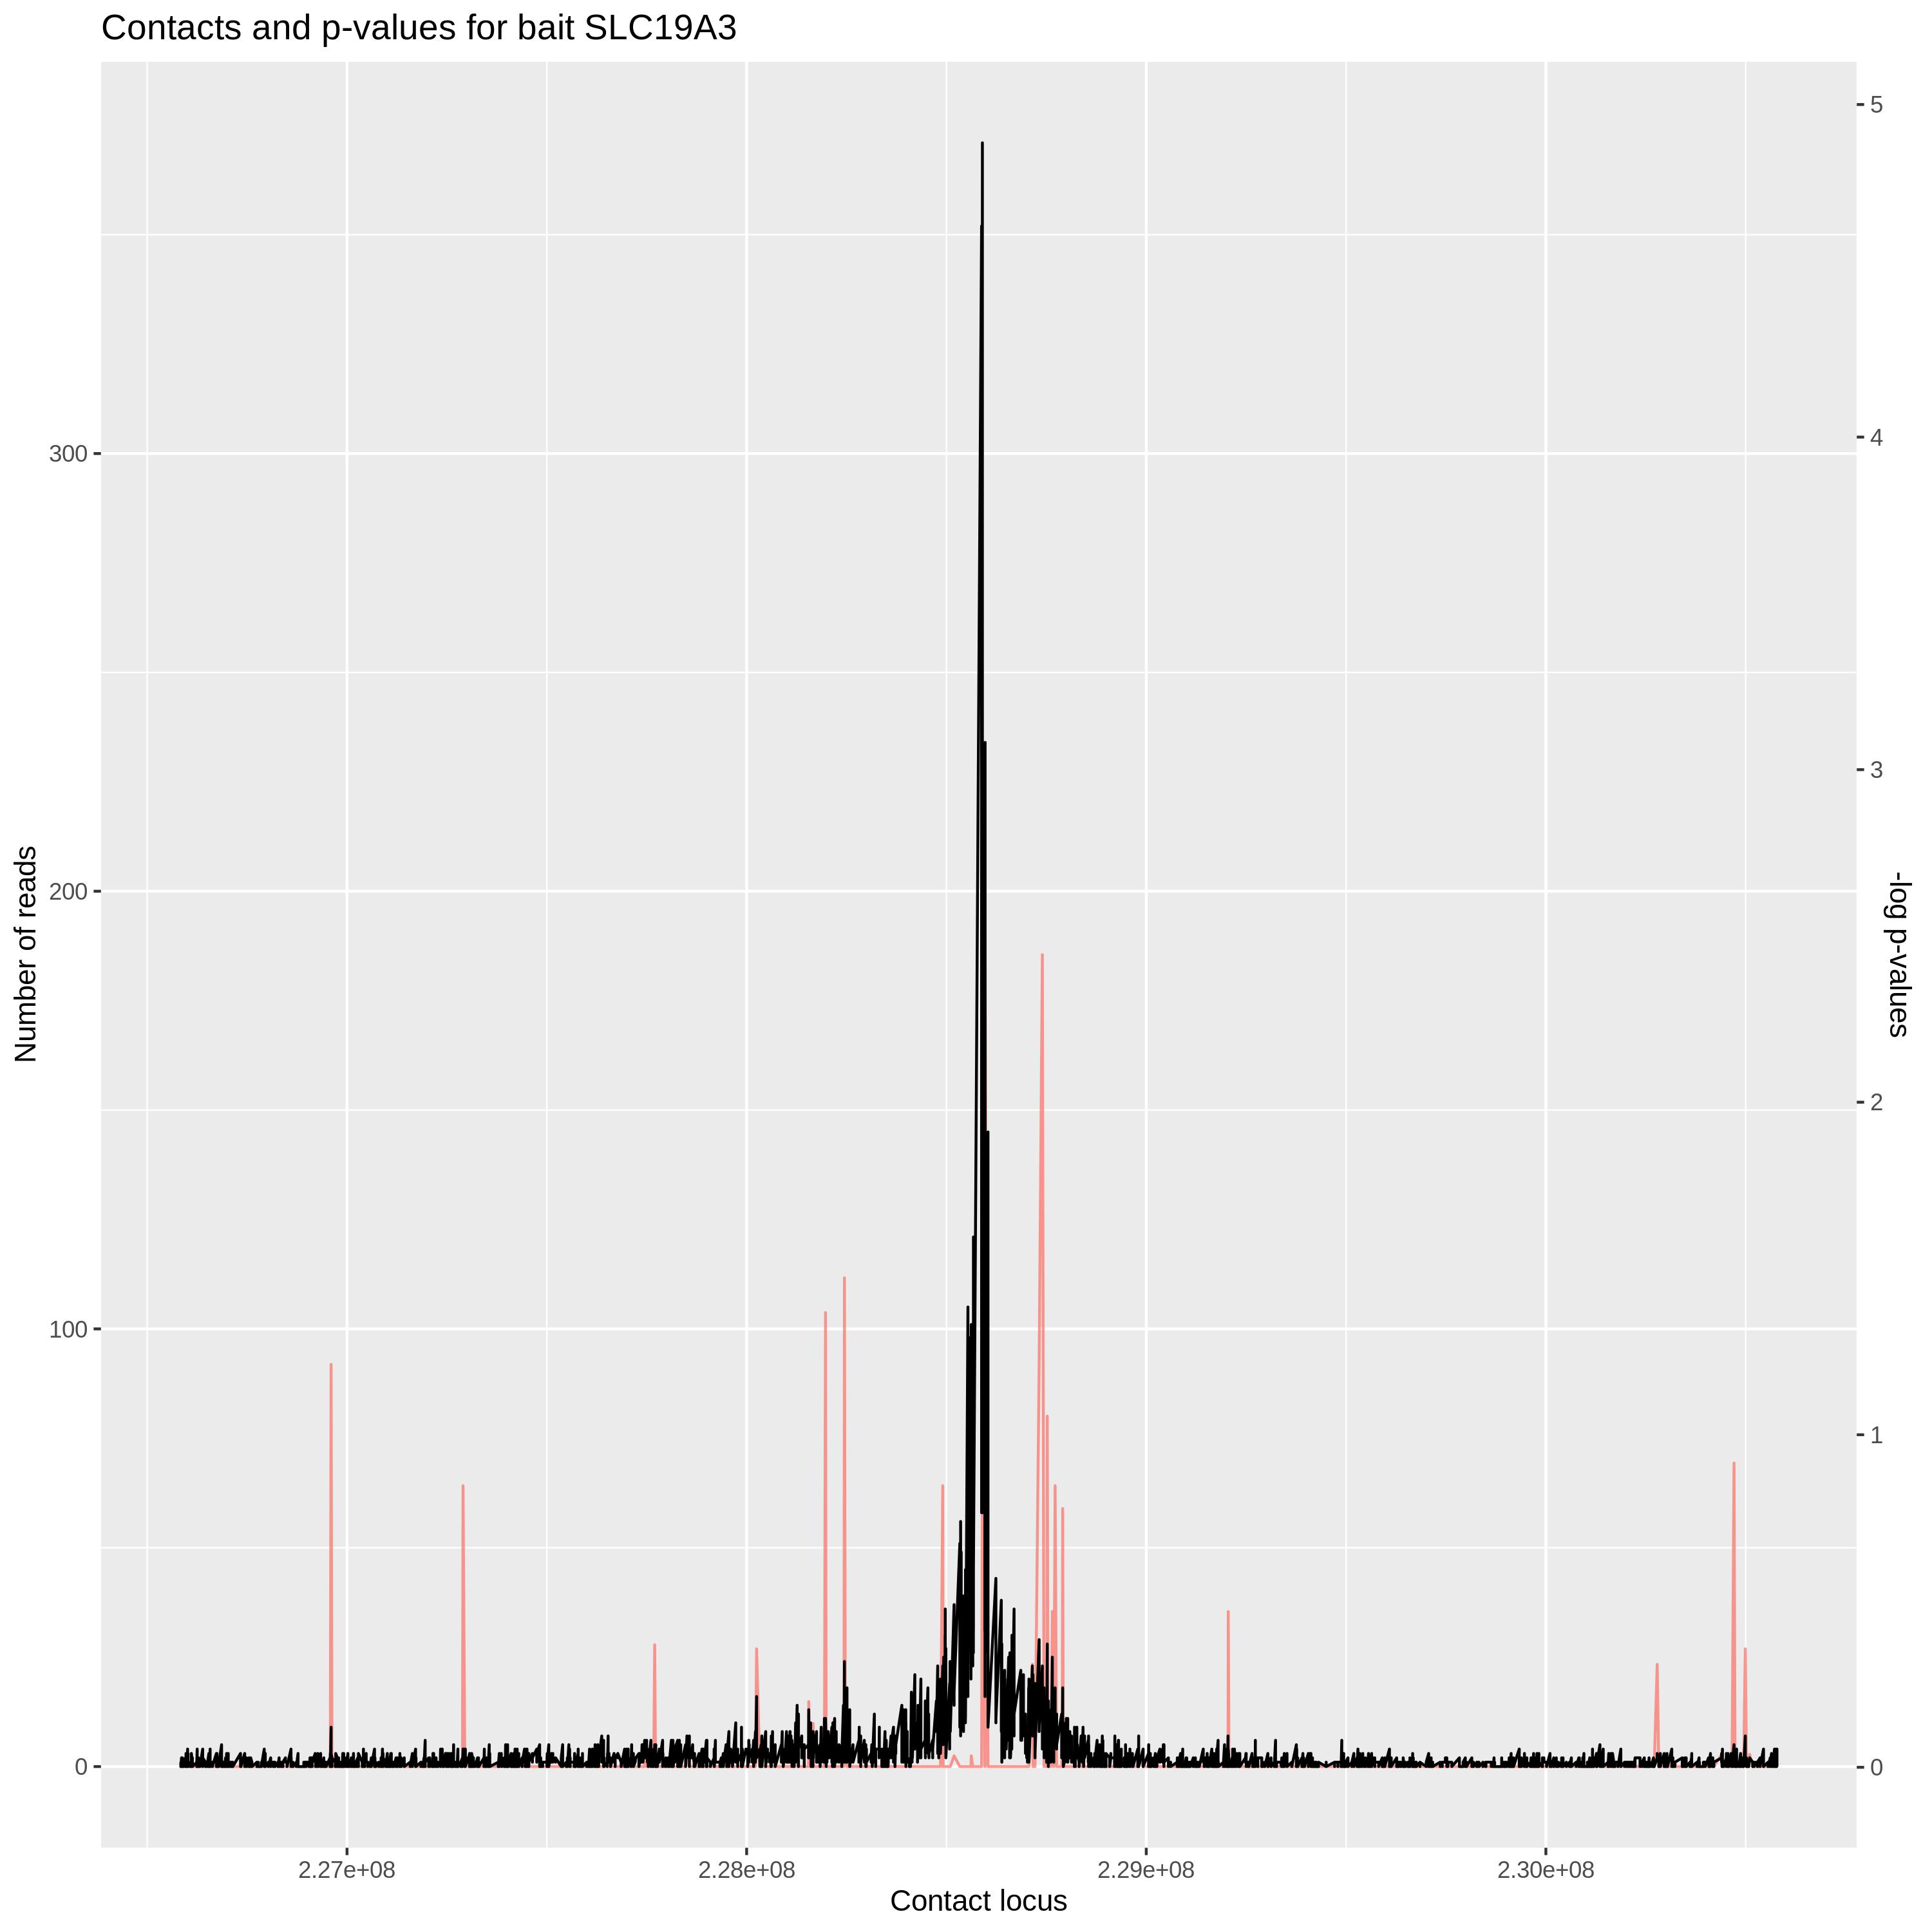 Contacts and p-values for bait SLC19A3
5
4
3
2
1
0
300
200
100
0
Number of reads
-log p-values
2.27e+08
2.28e+08
2.29e+08
2.30e+08
Contact locus